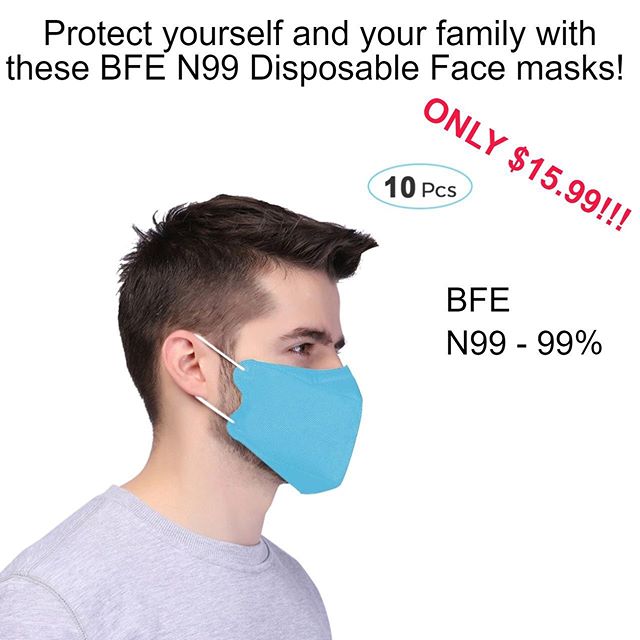 Protect yourself and your family with
these BFE N99 Disposable Face masks!
ONLY $15.99!!!
10 Pcs
BFE
N99 - 99%